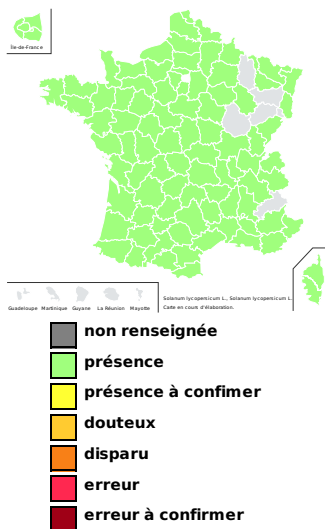 Île-de-France
Solanum lycopersicum L., Solanum lycopersicum L.
Carte en cours d'élaboration.
Guadeloupe Martinique Guyane La Réunion Mayotte
non renseignée
présence
présence à confimer
douteux
disparu
erreur
erreur à confirmer